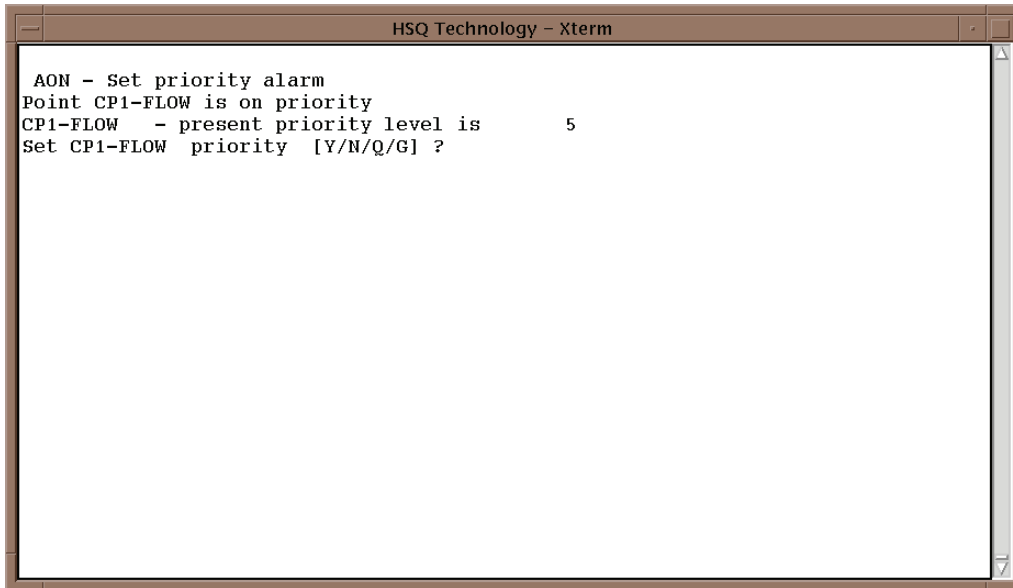 HSQ Technology – Xterm
AON – Set priority alarm
Point CP1–FLOW is on priority
CP1–FLOW   – present priority level is       5
Set CP1–FLOW  priority  [Y/N/Q/G] ?